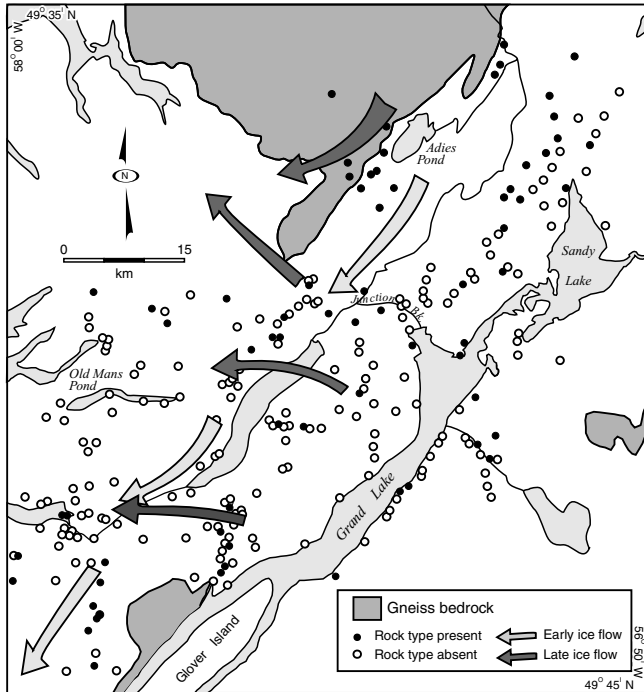 49° 35' N
58° 00' W
Adies
Pond
N
0 15
km
Sandy
Lake
Junction
Bk.
Old Mans
Pond
Grand Lake
Glover Island
Gneiss bedrock
Rock type present
Early ice flow
Rock type absent
Late ice flow
56° 50' W
49° 45' N